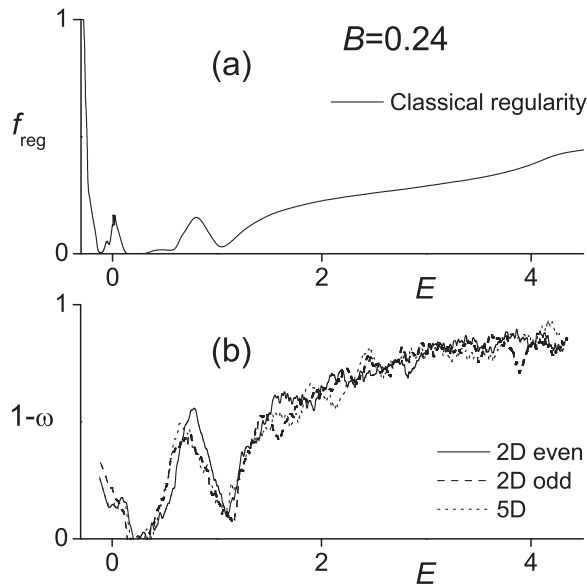 1
B=0.24
(a)
Classical regularity
f_reg
0
0
2
E
4
1
(b)
1-ω
2D even
2D odd
5D
0
0
2
E
4